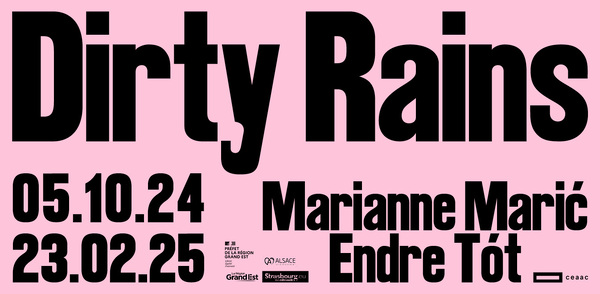 Dirty Rains
05.10.24
23.02.25
Marianne Marić
Endre Tót
PRÉFET
DE LA RÉGION
GRAND EST
ALSACE
Grand Est
Strasbourg.eu
ceaac